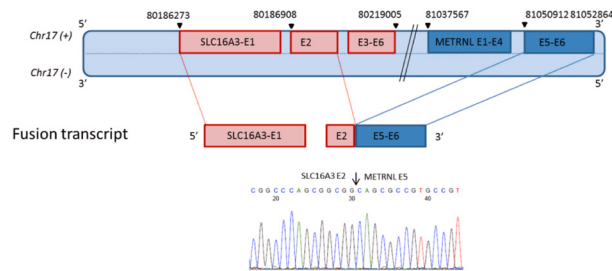 5′ 80186273 80186908 80219005 81037567 81050912 81052864 3′
Chr17 (+) SLC16A3-E1 E2 E3-E6 METRNL E1-E4 E5-E6
Chr17 (-)
3′ 5′
Fusion transcript 5′ SLC16A3-E1 E2 E5-E6 3′
SLC16A3 E2 METRNL E5
C G G C C C A G C G G C G G C A G C G C C G T G C C G T
20 30 40